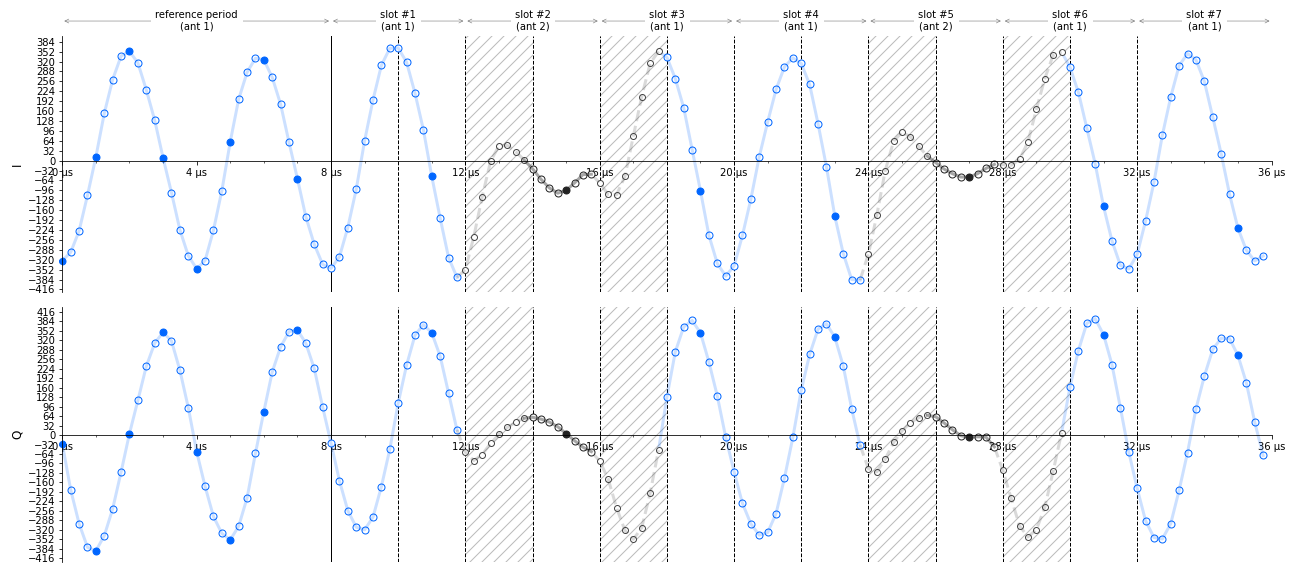 reference period
(ant 1)
slot #1
(ant 1)
slot #2
(ant 2)
slot #3
(ant 1)
slot #4
(ant 1)
slot #5
(ant 2)
slot #6
(ant 1)
slot #7
(ant 1)
I
384
352
320
288
256
224
192
160
128
96
64
32
0
−32
−64
−96
−128
−160
−192
−224
−256
−288
−320
−352
−384
−416
0 µs
4 µs
8 µs
12 µs
16 µs
20 µs
24 µs
28 µs
32 µs
36 µs
Q
416
384
352
320
288
256
224
192
160
128
96
64
32
0
−32
−64
−96
−128
−160
−192
−224
−256
−288
−320
−352
−384
−416
0 µs
4 µs
8 µs
12 µs
16 µs
20 µs
24 µs
28 µs
32 µs
36 µs